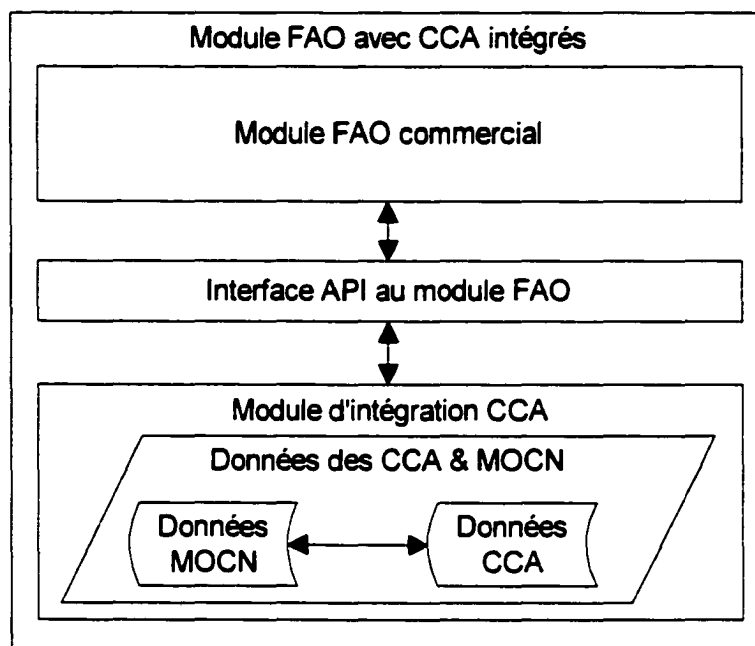 Module FAO avec CCA intégrés
Module FAO commercial
Interface API au module FAO
Module d'intégration CCA
Données des CCA & MOCN
Données
MOCN
Données
CCA